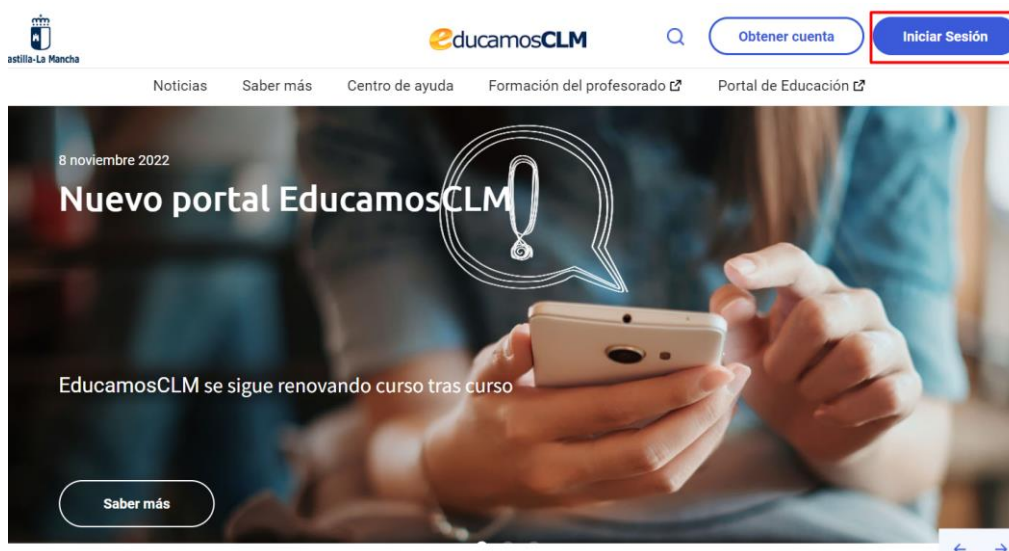 astilla-La Mancha
educamosCLM
Obtener cuenta
Iniciar Sesión
Noticias
Saber más
Centro de ayuda
Formación del profesorado
Portal de Educación
8 noviembre 2022
Nuevo portal EducamosCLM
EducamosCLM se sigue renovando curso tras curso
Saber más